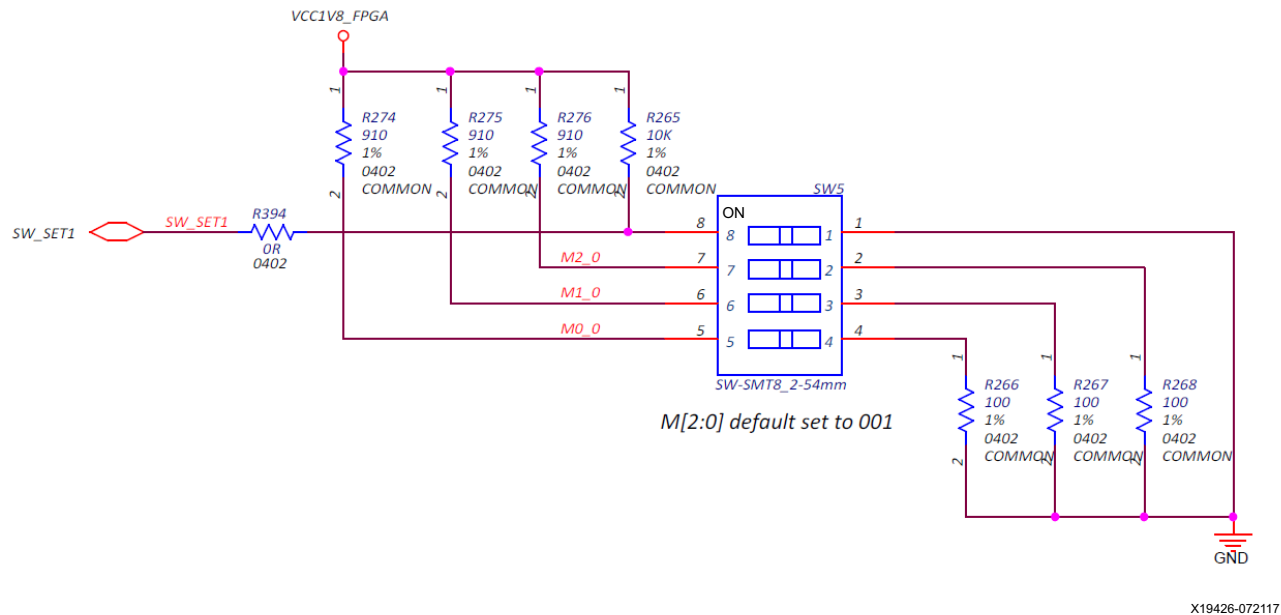 VCC1V8_FPGA
1
1
1
1
R274
910
1%
0402
COMMON
2
R275
910
1%
0402
COMMON
2
R276
910
1%
0402
COMMON
2
R265
10K
1%
0402
COMMON
2
SW_SET1
SW_SET1
R394
0R
0402
SW5
ON
8 8 1 1
M2_0 7 7 2 2
M1_0 6 6 3 3
M0_0 5 5 4 4
SW-SMT8_2-54mm
M[2:0] default set to 001
1
1
1
R266
100
1%
0402
COMMON
2
R267
100
1%
0402
COMMON
2
R268
100
1%
0402
COMMON
2
GND
X19426-072117